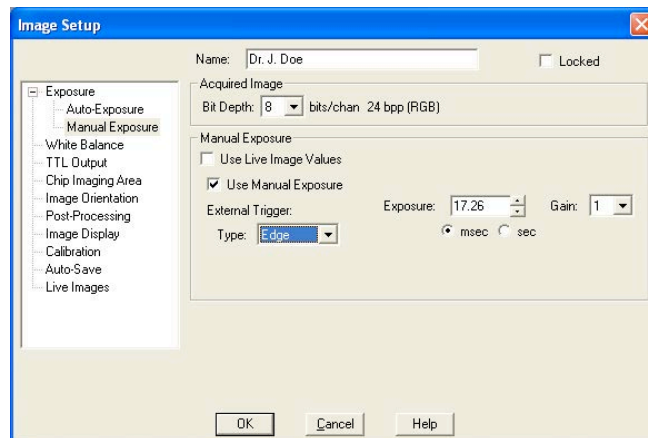 Image Setup
Name: Dr. J. Doe
Locked
Exposure
Auto-Exposure
Manual Exposure
White Balance
TTL Output
Chip Imaging Area
Image Orientation
Post-Processing
Image Display
Calibration
Auto-Save
Live Images
Acquired Image
Bit Depth: 8 bits/chan 24 bpp (RGB)
Manual Exposure
Use Live Image Values
Use Manual Exposure
External Trigger:
Type: Edge
Exposure: 17.26 Gain: 1
msec sec
OK Cancel Help